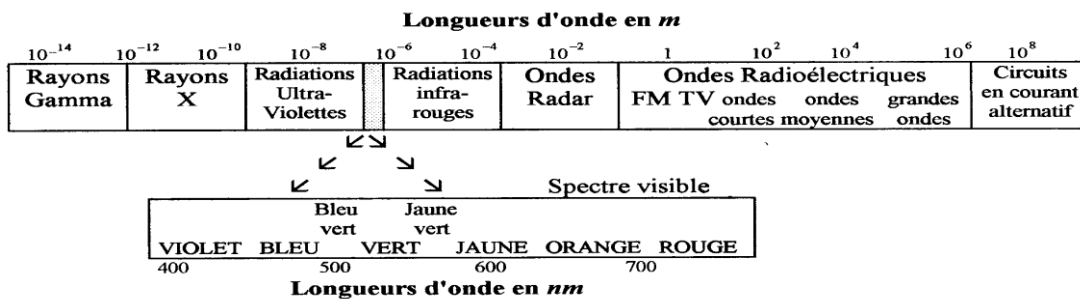 Longueurs d'onde en m
10⁻¹⁴ 10⁻¹² 10⁻¹⁰ 10⁻⁸ 10⁻⁶ 10⁻⁴ 10⁻² 1 10² 10⁴ 10⁶ 10⁸
Rayons Gamma
Rayons X
Radiations Ultra-
Violettes
Radiations infra-
rouges
Ondes Radar
Ondes Radioélectriques
FM TV ondes ondes grandes
courtes moyennes ondes
Circuits
en courant
alternatif
Spectre visible
Bleu Jaune
vert vert
VIOLET BLEU VERT JAUNE ORANGE ROUGE
400 500 600 700
Longueurs d'onde en nm